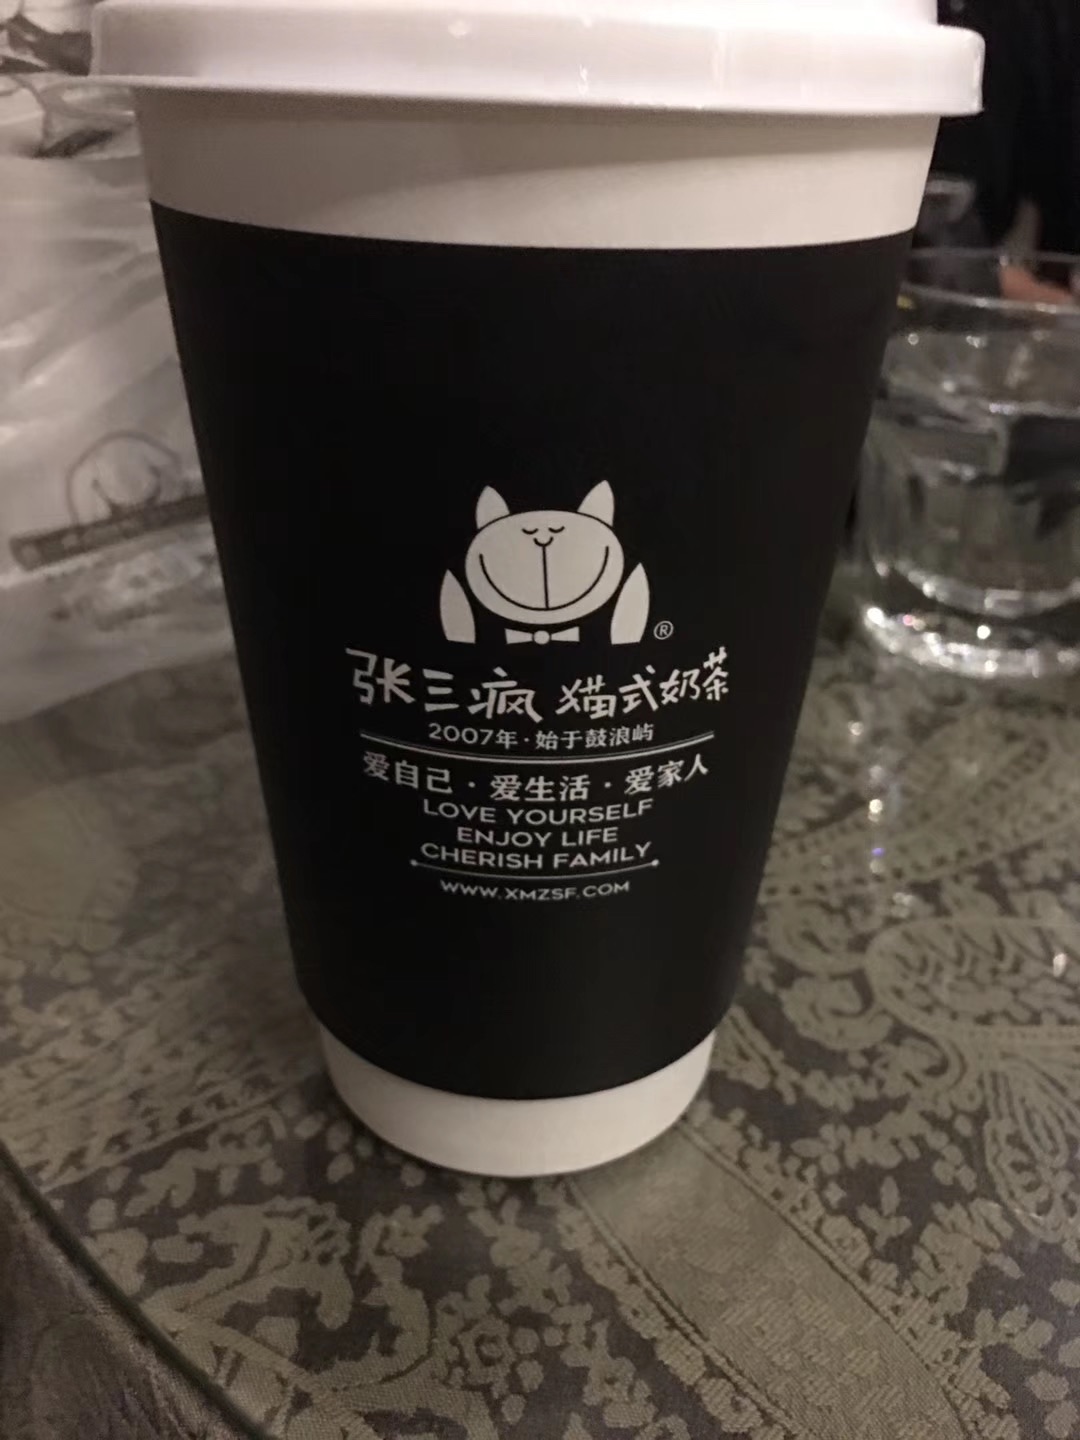 ®
张三疯 猫式奶茶
2007年·始于鼓浪屿
爱自己·爱生活·爱家人
LOVE YOURSELF
ENJOY LIFE
CHERISH FAMILY
WWW.XMZSF.COM